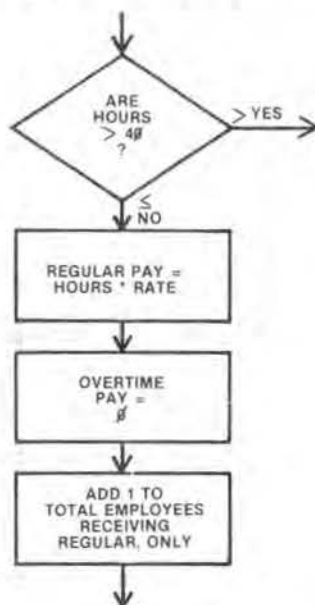 ARE
HOURS
> 4Ø
?
> YES
≤
NO
REGULAR PAY =
HOURS * RATE
OVERTIME
PAY =
Ø
ADD 1 TO
TOTAL EMPLOYEES
RECEIVING
REGULAR, ONLY